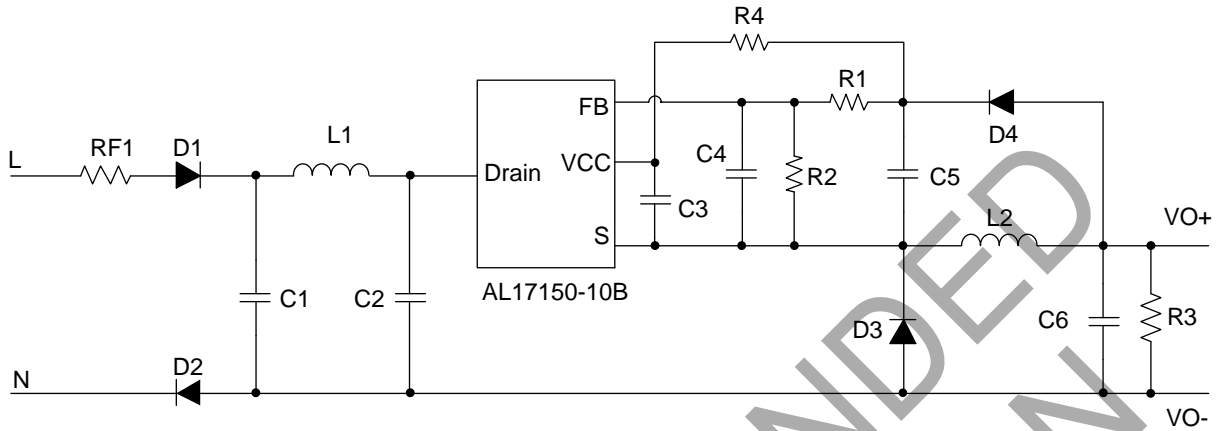 R4
FB
R1
D4
L
RF1
D1
L1
Drain
VCC
C4
R2
C5
C3
S
L2
VO+
AL17150-10B
C1
C2
D3
C6
R3
N
D2
VO-
NDED
N